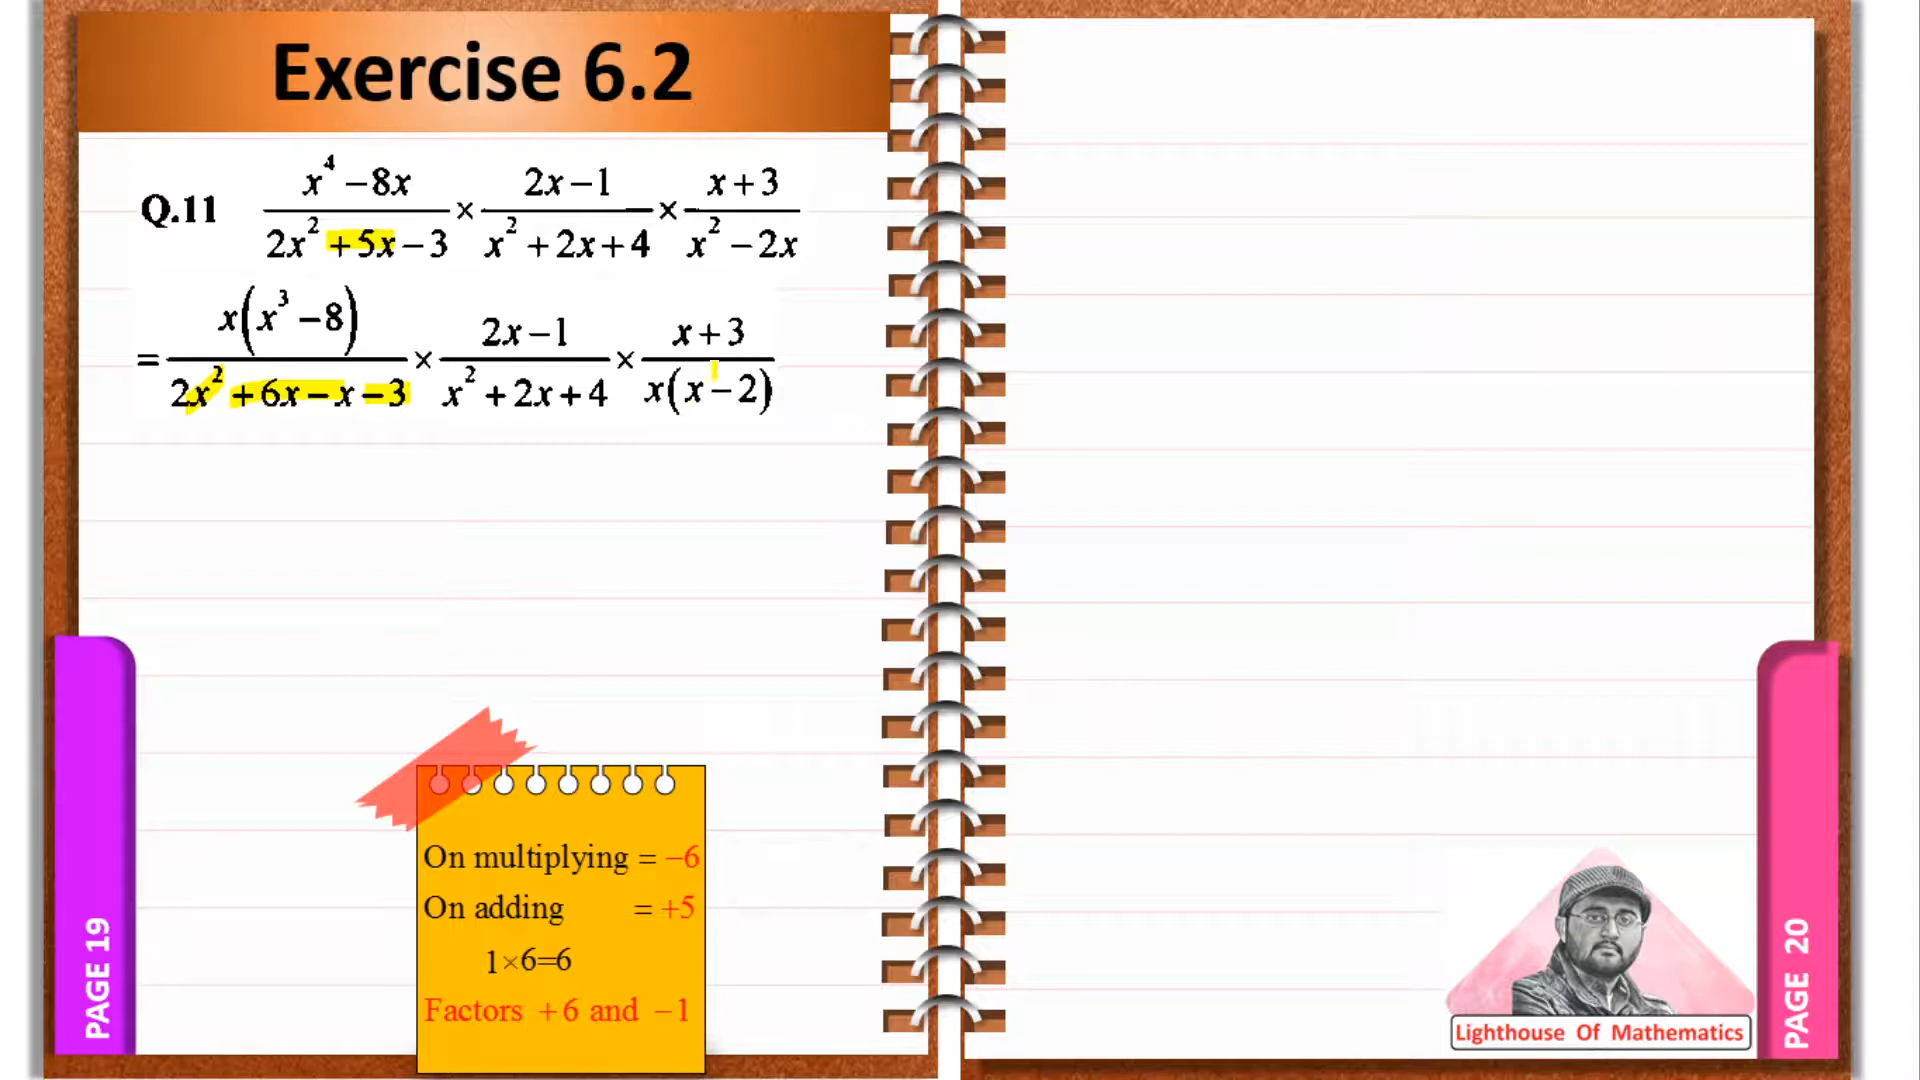 Exercise 6.2
Q.11 (x⁴ − 8x)/(2x² + 5x − 3) × (2x − 1)/(x² + 2x + 4) × (x + 3)/(x² − 2x)
= x(x³ − 8)/(2x² + 6x − x − 3) × (2x − 1)/(x² + 2x + 4) × (x + 3)/(x(x − 2))
On multiplying = −6
On adding = +5
1×6=6
Factors +6 and −1
PAGE 19
PAGE 20
Lighthouse Of Mathematics